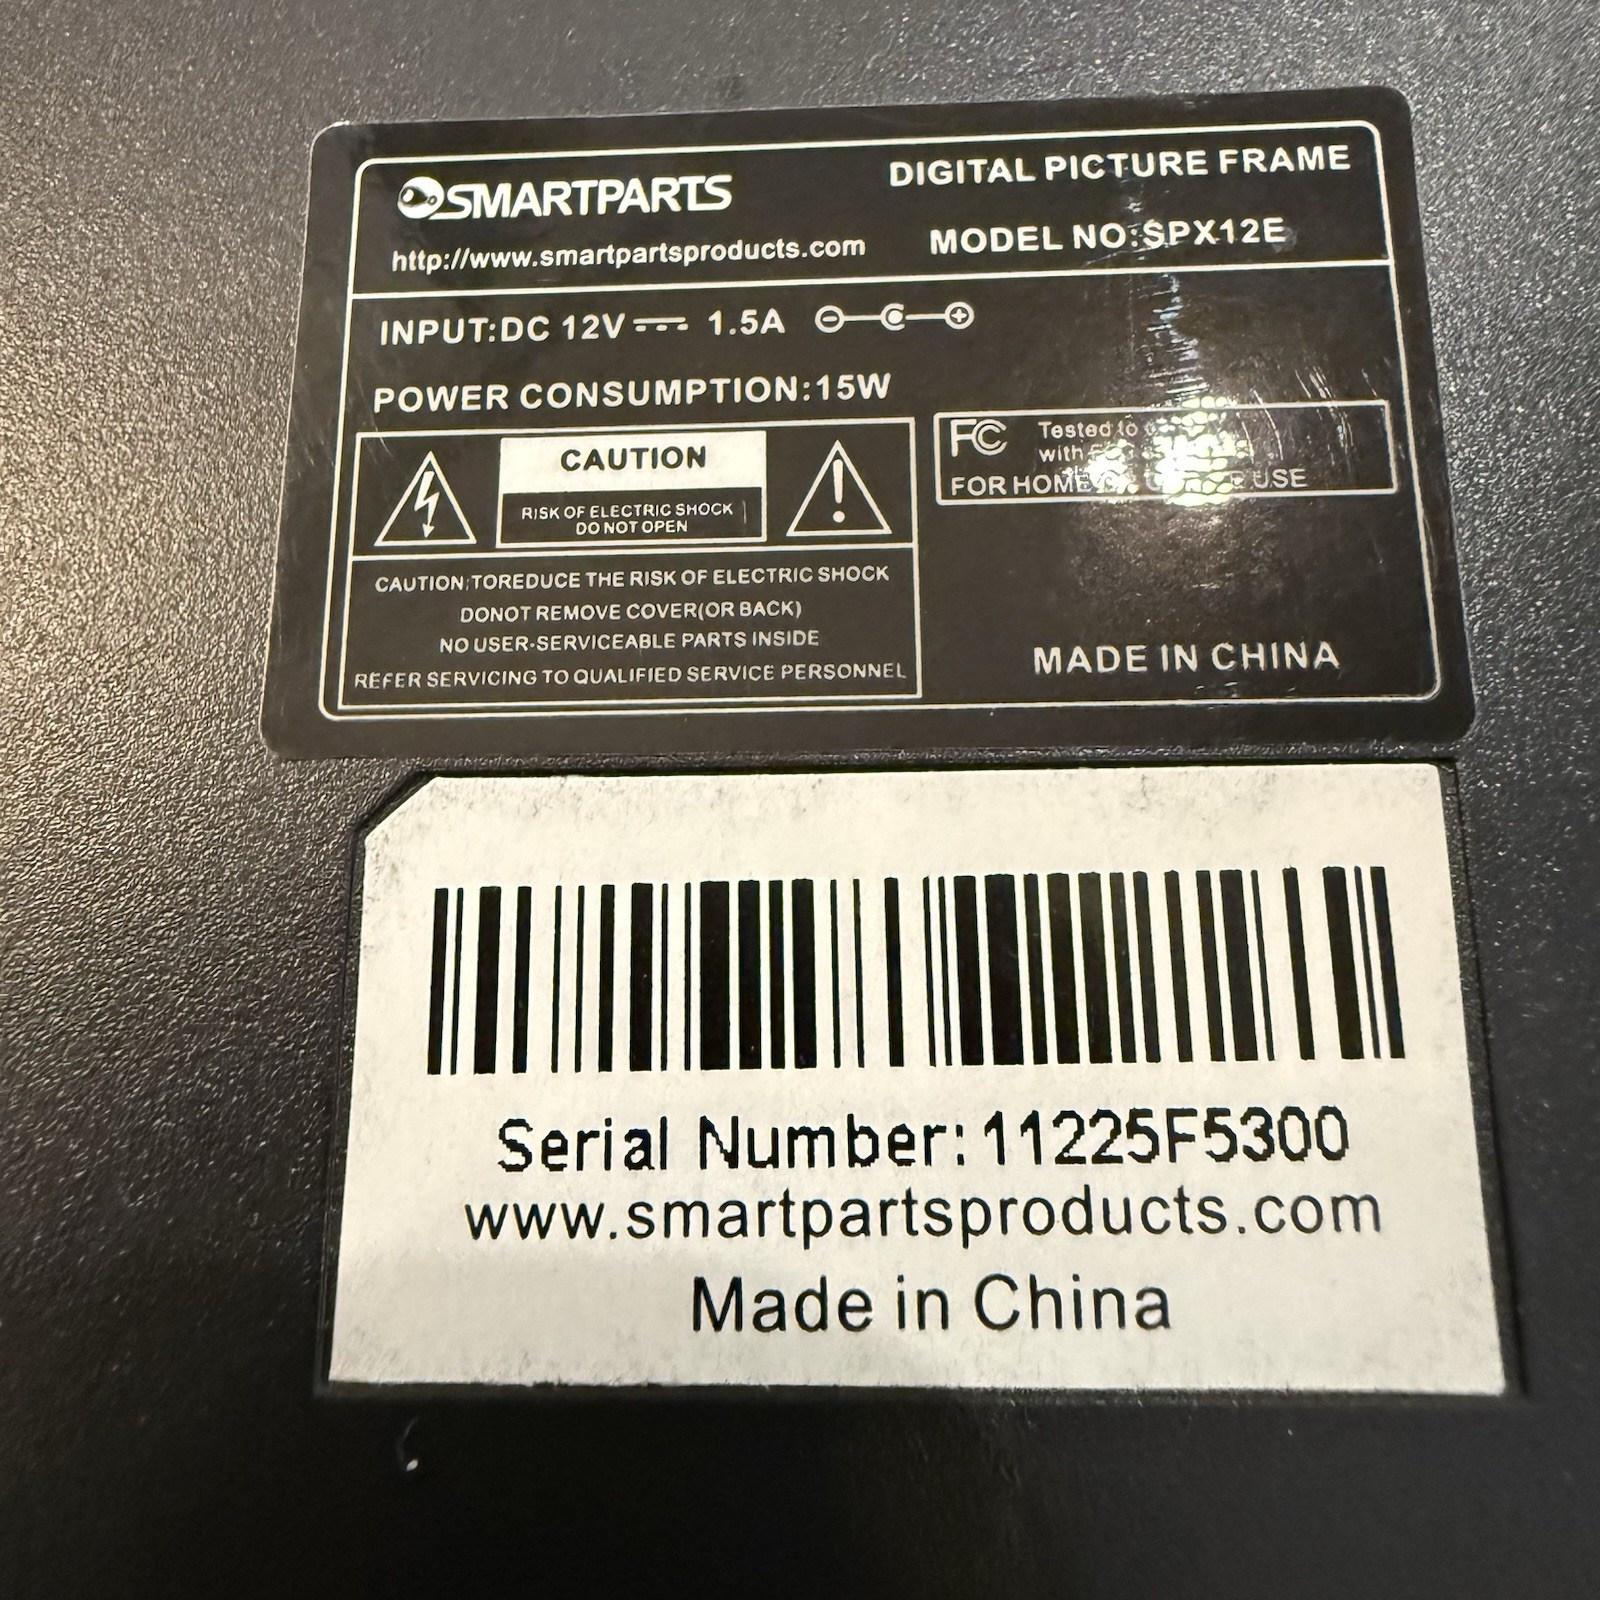 SMARTPARTS
DIGITAL PICTURE FRAME
http://www.smartpartsproducts.com
MODEL NO:SPX12E
INPUT:DC 12V 1.5A
POWER CONSUMPTION:15W
CAUTION
RISK OF ELECTRIC SHOCK
DO NOT OPEN
CAUTION:TOREDUCE THE RISK OF ELECTRIC SHOCK
DONOT REMOVE COVER(OR BACK)
NO USER-SERVICEABLE PARTS INSIDE
REFER SERVICING TO QUALIFIED SERVICE PERSONNEL
FC Tested to
with
FOR HOME USE
MADE IN CHINA
Serial Number:11225F5300
www.smartpartsproducts.com
Made in China